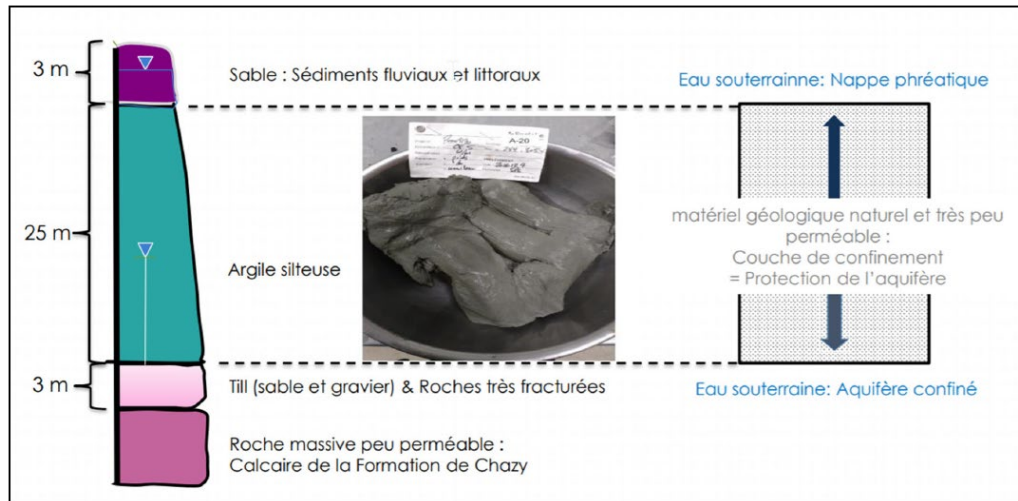 3 m
Sable : Sédiments fluviaux et littoraux
Eau souterrainne: Nappe phréatique
25 m
A-20
Argile silteuse
matériel géologique naturel et très peu
perméable :
Couche de confinement
= Protection de l'aquifère
3 m
Till (sable et gravier) & Roches très fracturées
Eau souterraine: Aquifère confiné
Roche massive peu perméable :
Calcaire de la Formation de Chazy